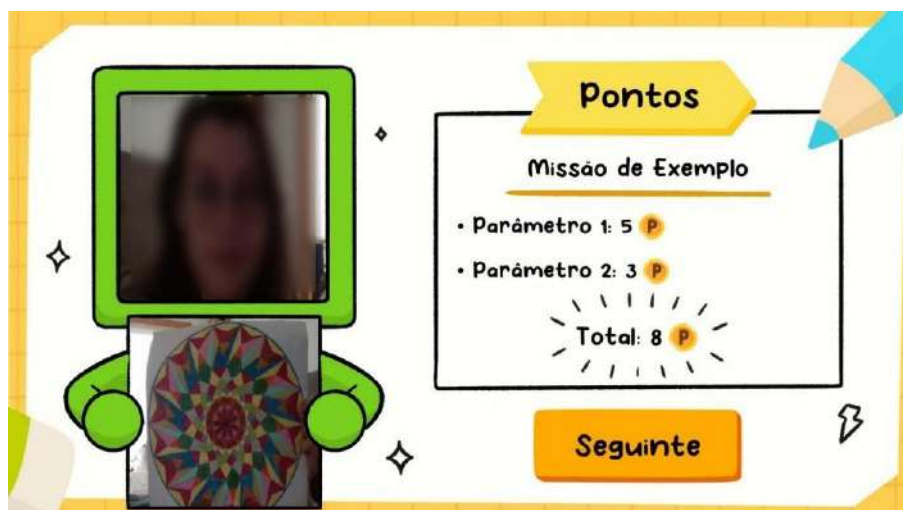 Pontos
Missão de Exemplo
• Parâmetro 1: 5 P
• Parâmetro 2: 3 P
Total: 8 P
Seguinte